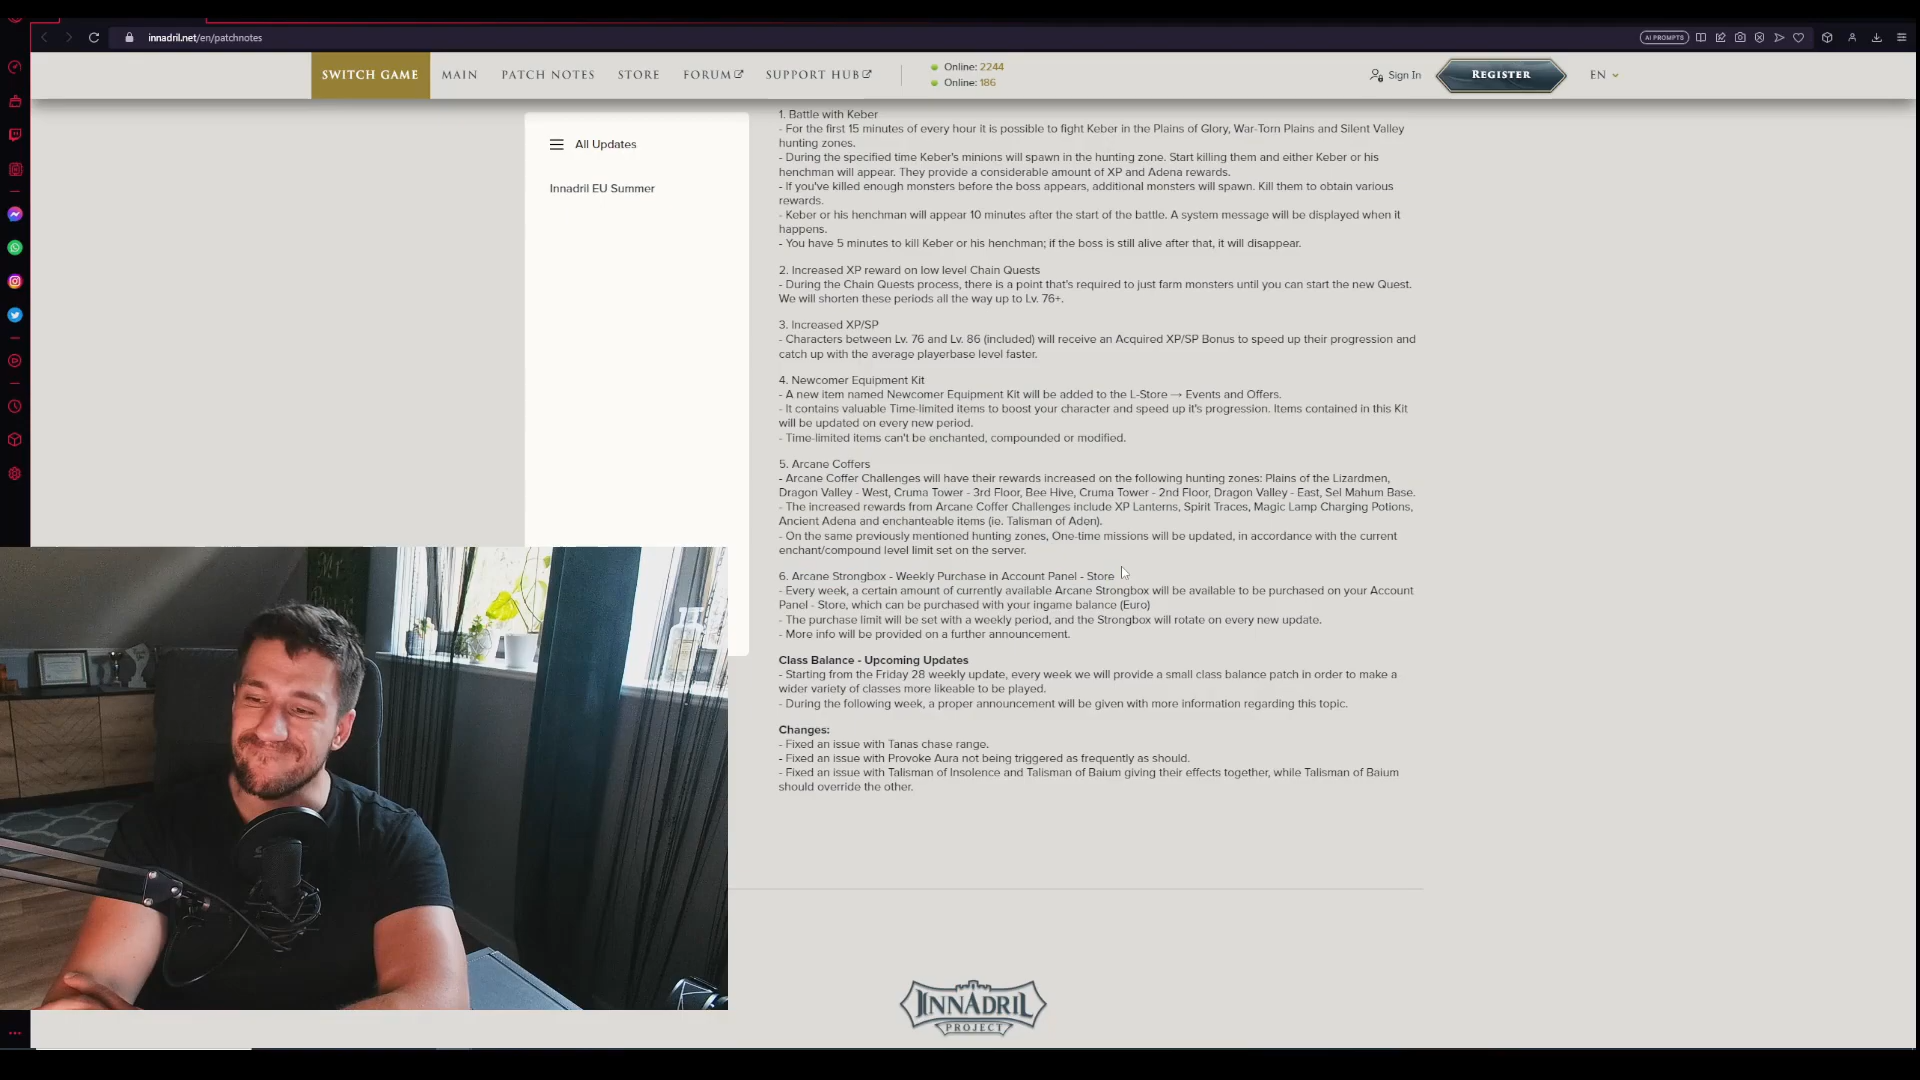 innadril.net/en/patchnotes
AI PROMPTS
SWITCH GAME
MAIN
PATCH NOTES
STORE
FORUM
SUPPORT HUB
Online: 2244
Online: 186
Sign In
REGISTER
EN
All Updates
Innadril EU Summer
1. Battle with Keber
- For the first 15 minutes of every hour it is possible to fight Keber in the Plains of Glory, War-Torn Plains and Silent Valley
hunting zones.
- During the specified time Keber's minions will spawn in the hunting zone. Start killing them and either Keber or his
henchman will appear. They provide a considerable amount of XP and Adena rewards.
- If you've killed enough monsters before the boss appears, additional monsters will spawn. Kill them to obtain various
rewards.
- Keber or his henchman will appear 10 minutes after the start of the battle. A system message will be displayed when it
happens.
- You have 5 minutes to kill Keber or his henchman; if the boss is still alive after that, it will disappear.
2. Increased XP reward on low level Chain Quests
- During the Chain Quests process, there is a point that's required to just farm monsters until you can start the new Quest.
We will shorten these periods all the way up to Lv. 76+.
3. Increased XP/SP
- Characters between Lv. 76 and Lv. 86 (included) will receive an Acquired XP/SP Bonus to speed up their progression and
catch up with the average playerbase level faster.
4. Newcomer Equipment Kit
- A new item named Newcomer Equipment Kit will be added to the L-Store → Events and Offers.
- It contains valuable Time-limited items to boost your character and speed up it's progression. Items contained in this Kit
will be updated on every new period.
- Time-limited items can't be enchanted, compounded or modified.
5. Arcane Coffers
- Arcane Coffer Challenges will have their rewards increased on the following hunting zones: Plains of the Lizardmen,
Dragon Valley - West, Cruma Tower - 3rd Floor, Bee Hive, Cruma Tower - 2nd Floor, Dragon Valley - East, Sel Mahum Base.
- The increased rewards from Arcane Coffer Challenges include XP Lanterns, Spirit Traces, Magic Lamp Charging Potions,
Ancient Adena and enchanteable items (ie. Talisman of Aden).
- On the same previously mentioned hunting zones, One-time missions will be updated, in accordance with the current
enchant/compound level limit set on the server.
6. Arcane Strongbox - Weekly Purchase in Account Panel - Store
- Every week, a certain amount of currently available Arcane Strongbox will be available to be purchased on your Account
Panel - Store, which can be purchased with your ingame balance (Euro)
- The purchase limit will be set with a weekly period, and the Strongbox will rotate on every new update.
- More info will be provided on a further announcement.
Class Balance - Upcoming Updates
- Starting from the Friday 28 weekly update, every week we will provide a small class balance patch in order to make a
wider variety of classes more likeable to be played.
- During the following week, a proper announcement will be given with more information regarding this topic.
Changes:
- Fixed an issue with Tanas chase range.
- Fixed an issue with Provoke Aura not being triggered as frequently as should.
- Fixed an issue with Talisman of Insolence and Talisman of Baium giving their effects together, while Talisman of Baium
should override the other.
INNADRIL
PROJECT